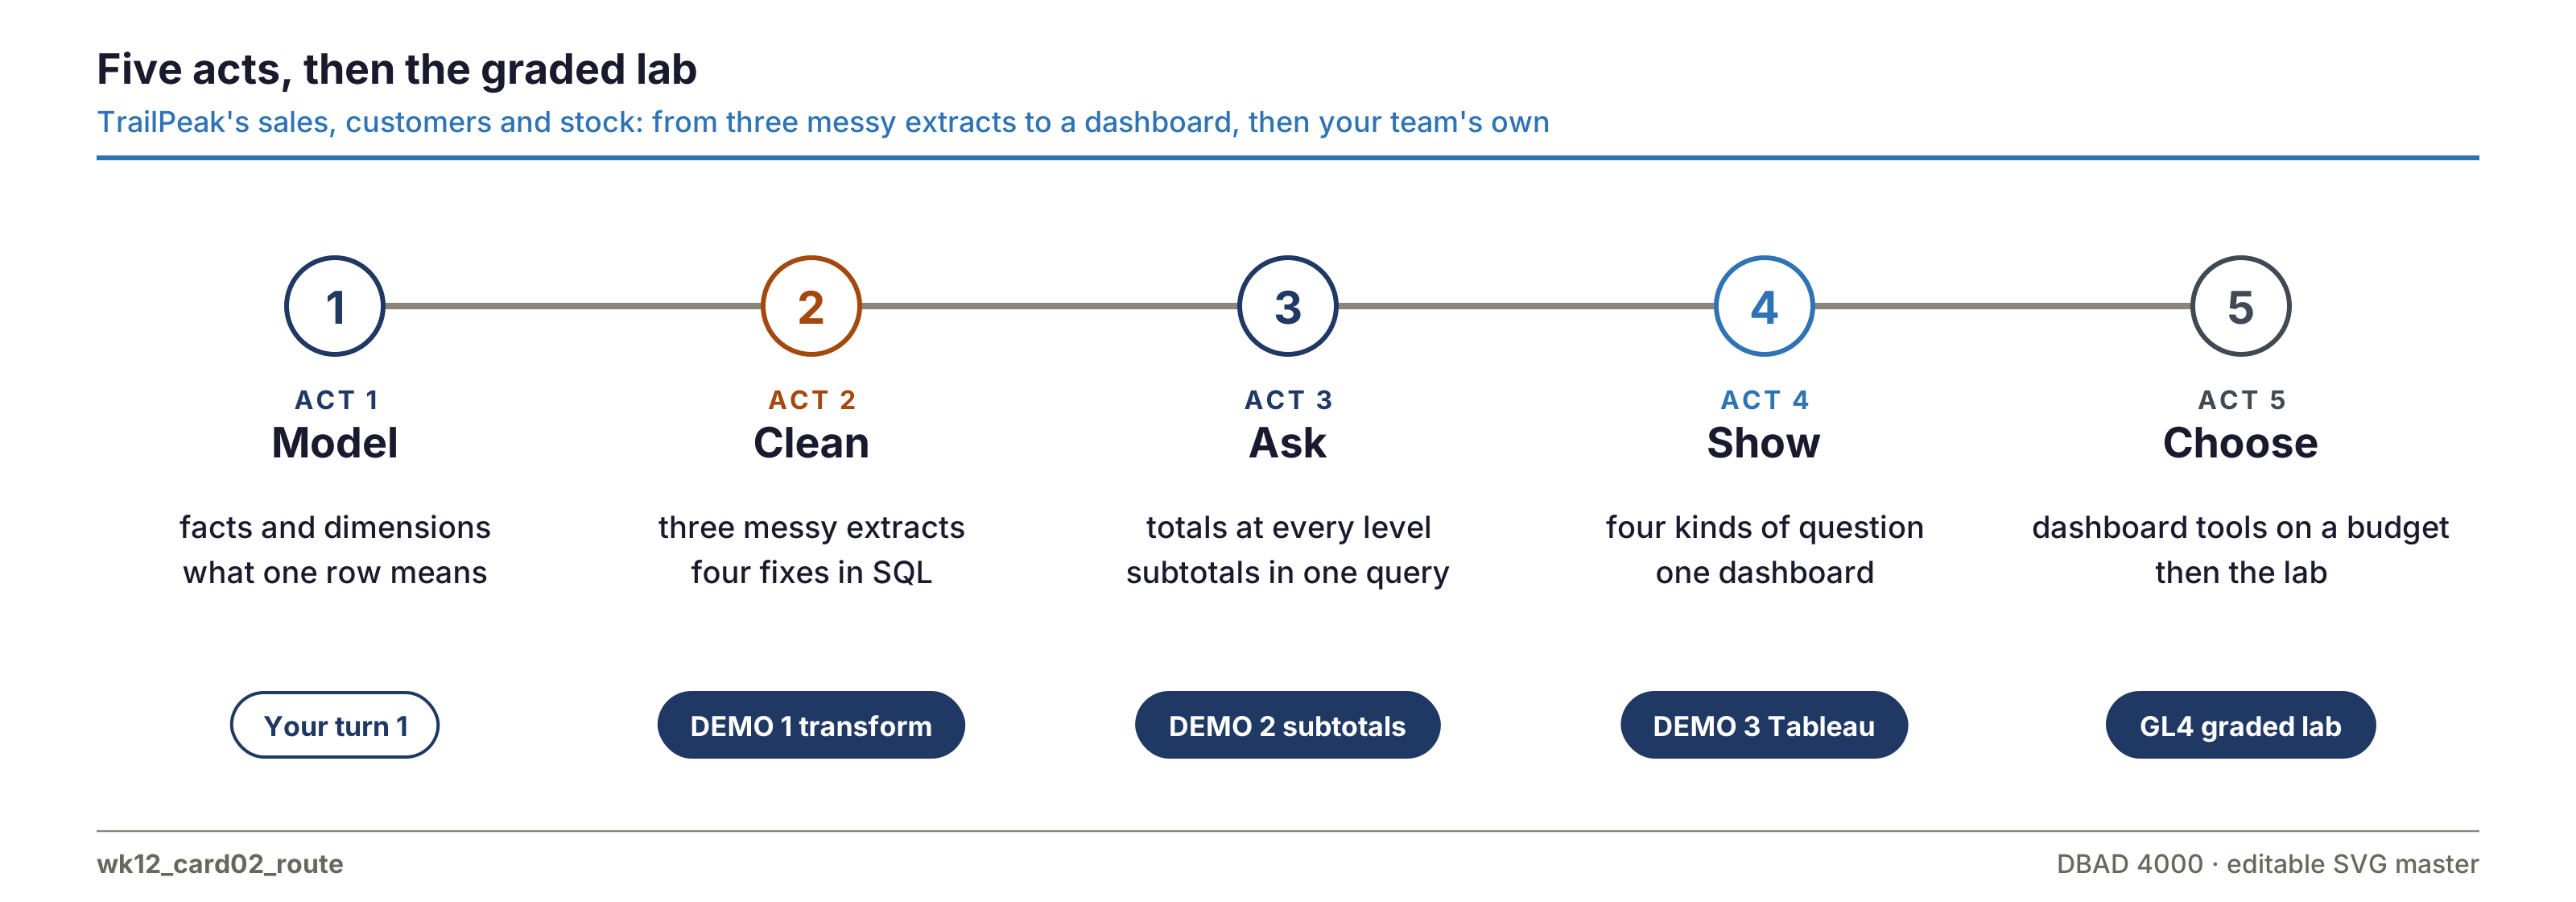 Five acts, then the graded lab
TrailPeak's sales, customers and stock: from three messy extracts to a dashboard, then your team's own
1
2
3
4
5
ACT 1
Model
facts and dimensions
what one row means
Your turn 1
ACT 2
Clean
three messy extracts
four fixes in SQL
DEMO 1 transform
ACT 3
Ask
totals at every level
subtotals in one query
DEMO 2 subtotals
ACT 4
Show
four kinds of question
one dashboard
DEMO 3 Tableau
ACT 5
Choose
dashboard tools on a budget
then the lab
GL4 graded lab
wk12_card02_route
DBAD 4000 · editable SVG master